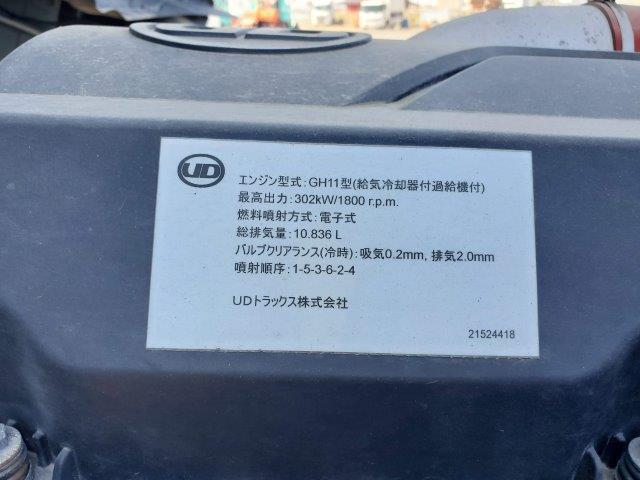 UD
エンジン型式:GH11型(給気冷却器付過給機付)
最高出力:302kW/1800 r.p.m.
燃料噴射方式:電子式
総排気量:10.836 L
バルブクリアランス(冷時):吸気0.2mm, 排気2.0mm
噴射順序:1-5-3-6-2-4
UDトラックス株式会社
21524418